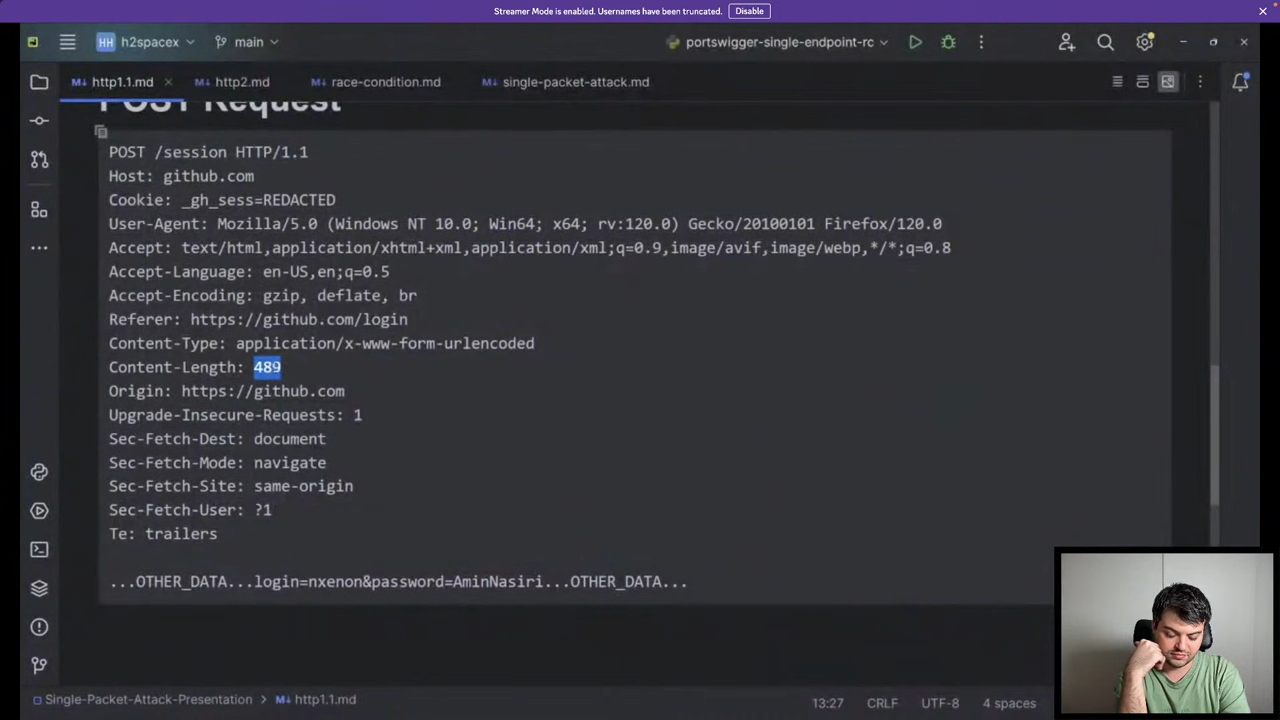 Streamer Mode is enabled. Usernames have been truncated. Disable
HH h2spacex main portswigger-single-endpoint-rc
http1.1.md http2.md race-condition.md single-packet-attack.md
POST Request
POST /session HTTP/1.1
Host: github.com
Cookie: _gh_sess=REDACTED
User-Agent: Mozilla/5.0 (Windows NT 10.0; Win64; x64; rv:120.0) Gecko/20100101 Firefox/120.0
Accept: text/html,application/xhtml+xml,application/xml;q=0.9,image/avif,image/webp,*/*;q=0.8
Accept-Language: en-US,en;q=0.5
Accept-Encoding: gzip, deflate, br
Referer: https://github.com/login
Content-Type: application/x-www-form-urlencoded
Content-Length: 489
Origin: https://github.com
Upgrade-Insecure-Requests: 1
Sec-Fetch-Dest: document
Sec-Fetch-Mode: navigate
Sec-Fetch-Site: same-origin
Sec-Fetch-User: ?1
Te: trailers
...OTHER_DATA...login=nxenon&password=AminNasiri...OTHER_DATA...
Single-Packet-Attack-Presentation > http1.1.md 13:27 CRLF UTF-8 4 spaces